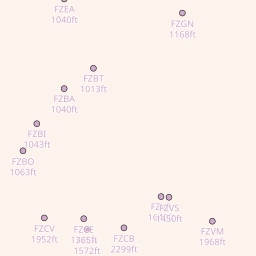 FZEA
1040ft
FZGN
1168ft
FZBT
1013ft
FZBA
1040ft
FZBI
1043ft
FZBO
1063ft
FZVS
1450ft
FZCV
1952ft
1365ft
1572ft
FZCB
2299ft
FZVM
1968ft